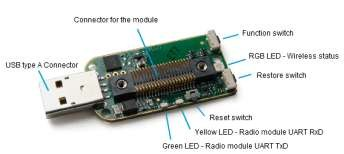 Connector for the module
Function switch
RGB LED - Wireless status
USB type A Connector
Restore switch
Reset switch
Yellow LED - Radio module UART RxD
Green LED - Radio module UART TxD